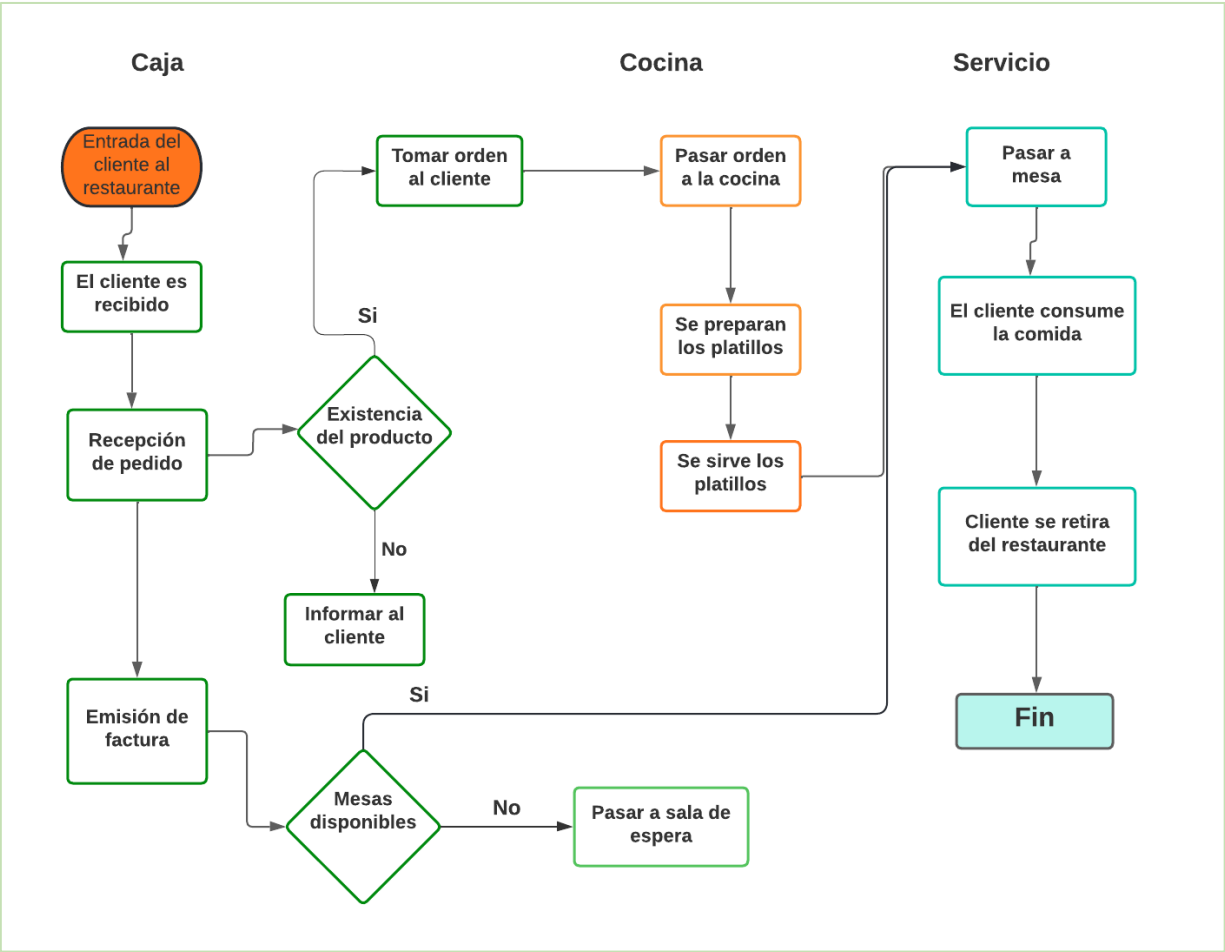 Caja
Cocina
Servicio
Entrada del
cliente al
restaurante
El cliente es
recibido
Recepción
de pedido
Emisión de
factura
Tomar orden
al cliente
Si
Existencia
del producto
No
Informar al
cliente
Si
Mesas
disponibles
No
Pasar a sala de
espera
Pasar orden
a la cocina
Se preparan
los platillos
Se sirve los
platillos
Pasar a
mesa
El cliente consume
la comida
Cliente se retira
del restaurante
Fin